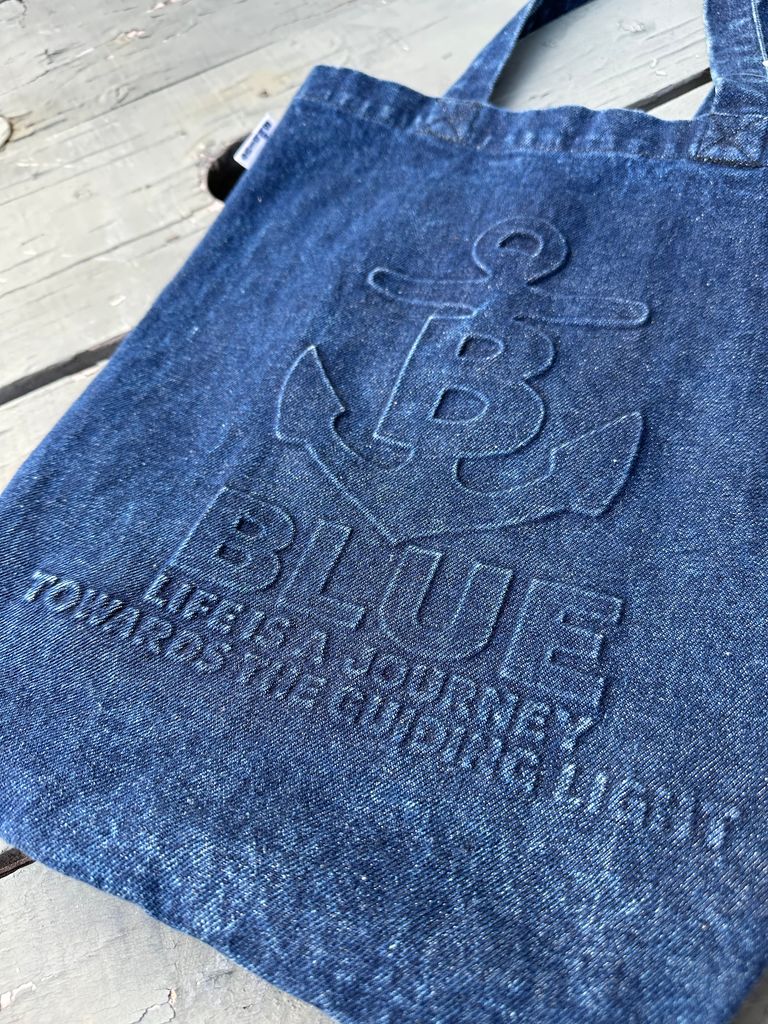 B
BLUE
LIFE IS A JOURNEY
TOWARDS THE GUIDING LIGHT